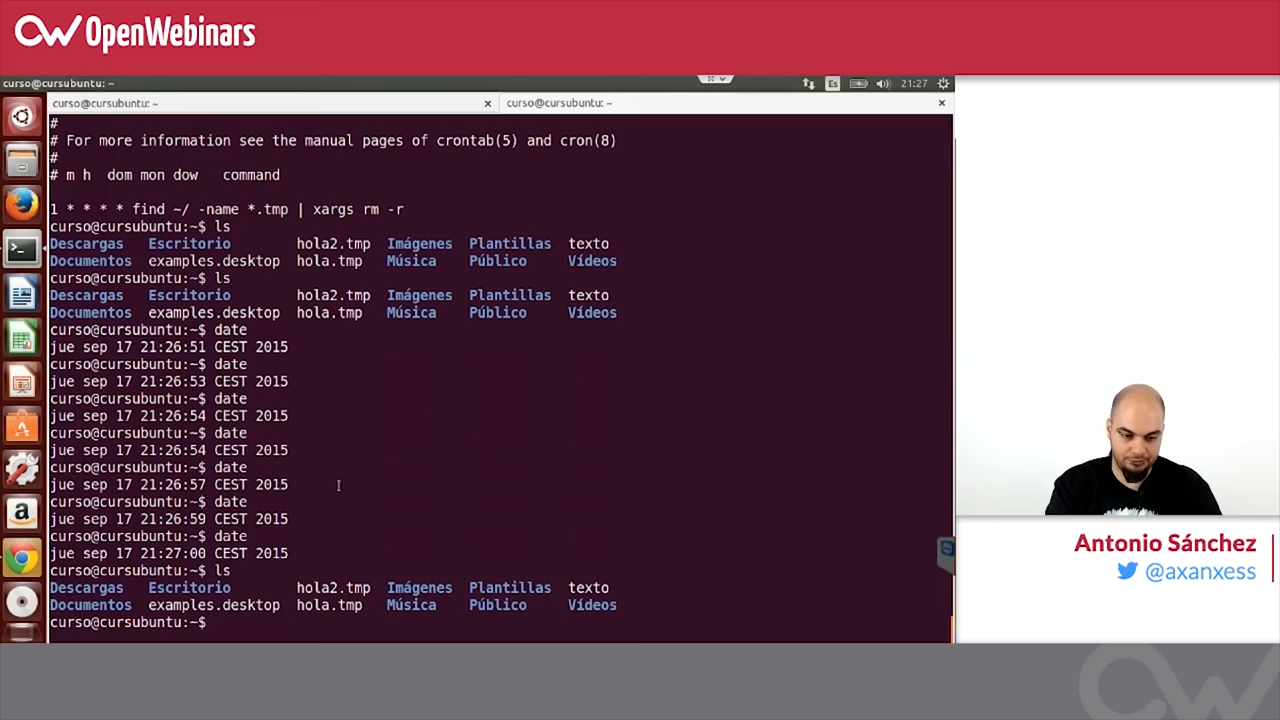 OpenWebinars
curso@cursubuntu: ~
Es
21:27
curso@cursubuntu: ~ ×
curso@cursubuntu: ~ ×
#
# For more information see the manual pages of crontab(5) and cron(8)
#
# m h  dom mon dow   command
1 * * * * find ~/ -name *.tmp | xargs rm -r
curso@cursubuntu:~$ ls
Descargas   Escritorio        hola2.tmp  Imágenes  Plantillas  texto
Documentos  examples.desktop  hola.tmp   Música    Público     Vídeos
curso@cursubuntu:~$ ls
Descargas   Escritorio        hola2.tmp  Imágenes  Plantillas  texto
Documentos  examples.desktop  hola.tmp   Música    Público     Vídeos
curso@cursubuntu:~$ date
jue sep 17 21:26:51 CEST 2015
curso@cursubuntu:~$ date
jue sep 17 21:26:53 CEST 2015
curso@cursubuntu:~$ date
jue sep 17 21:26:54 CEST 2015
curso@cursubuntu:~$ date
jue sep 17 21:26:54 CEST 2015
curso@cursubuntu:~$ date
jue sep 17 21:26:57 CEST 2015
curso@cursubuntu:~$ date
jue sep 17 21:26:59 CEST 2015
curso@cursubuntu:~$ date
jue sep 17 21:27:00 CEST 2015
curso@cursubuntu:~$ ls
Descargas   Escritorio        hola2.tmp  Imágenes  Plantillas  texto
Documentos  examples.desktop  hola.tmp   Música    Público     Vídeos
curso@cursubuntu:~$
Antonio Sánchez
@axanxess